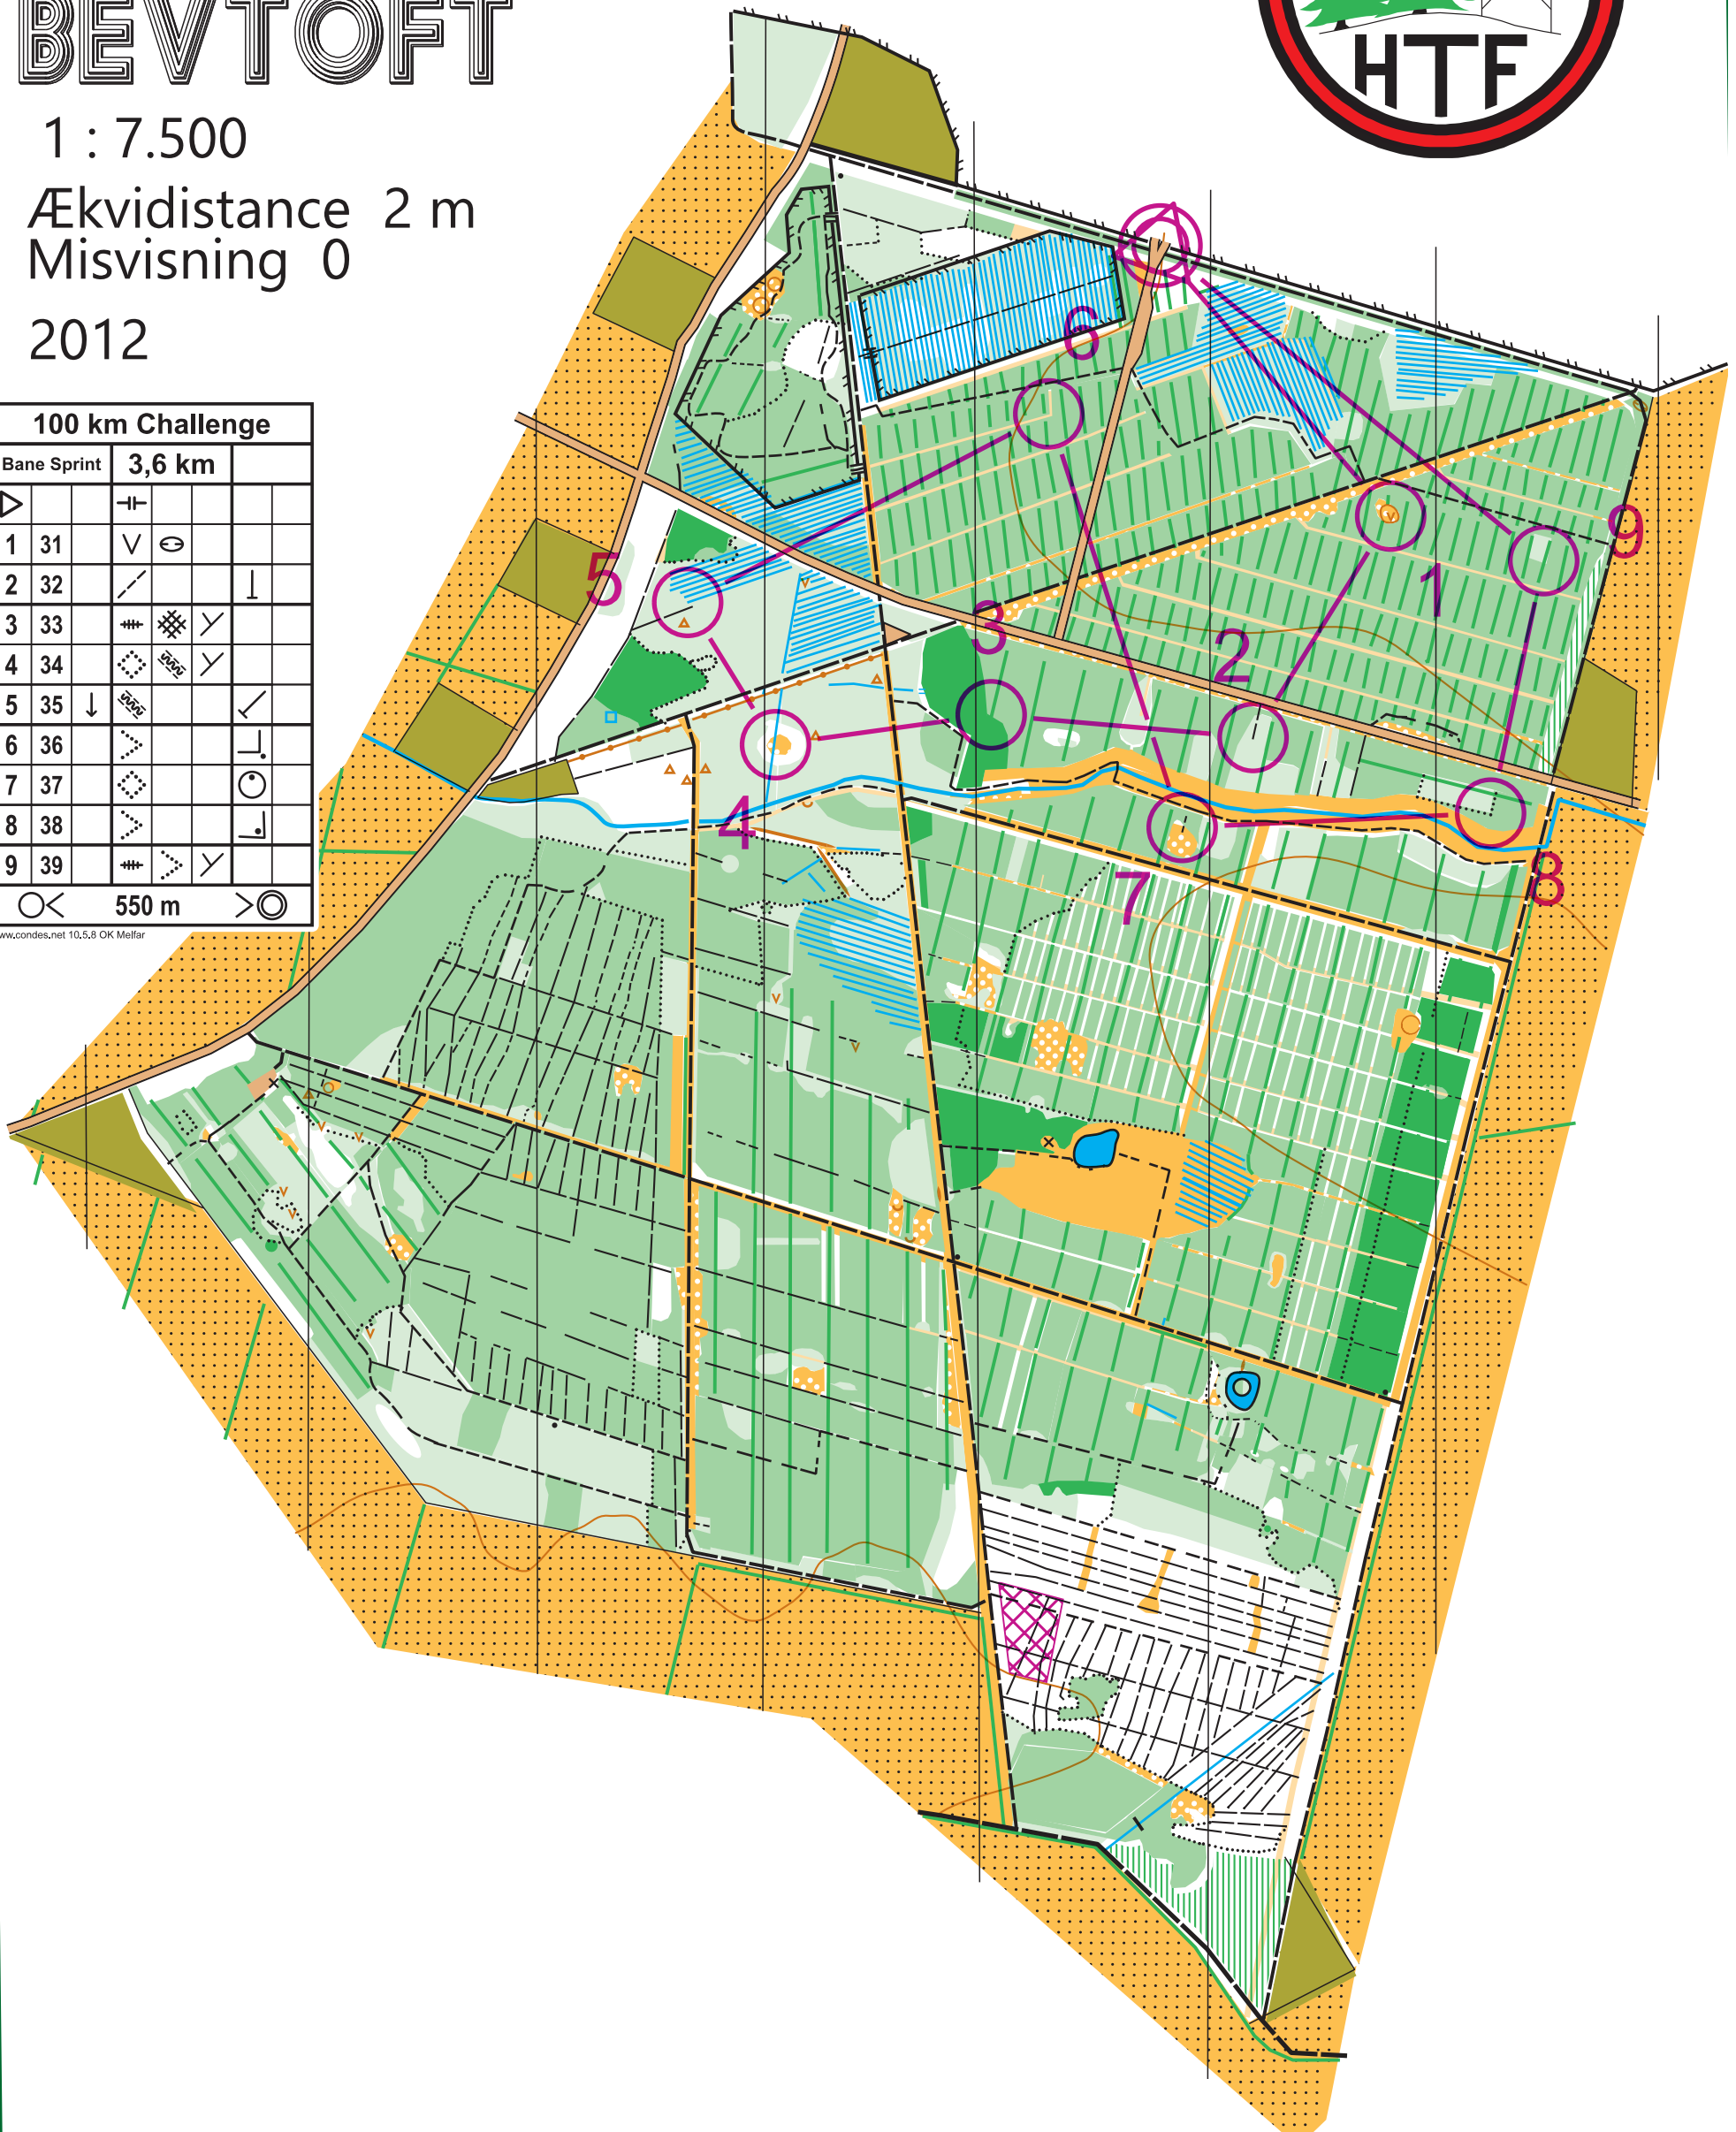 BEVTOFT
HTF
1 : 7.500
Ækvidistance 2 m
Misvisning 0
2012
100 km Challenge
Bane Sprint 3,6 km
1 31
2 32
3 33
4 34
5 35
6 36
7 37
8 38
9 39
550 m
ww.condes.net 10.5.8 OK Melfar
6
5
9
1
3
2
4
7
8